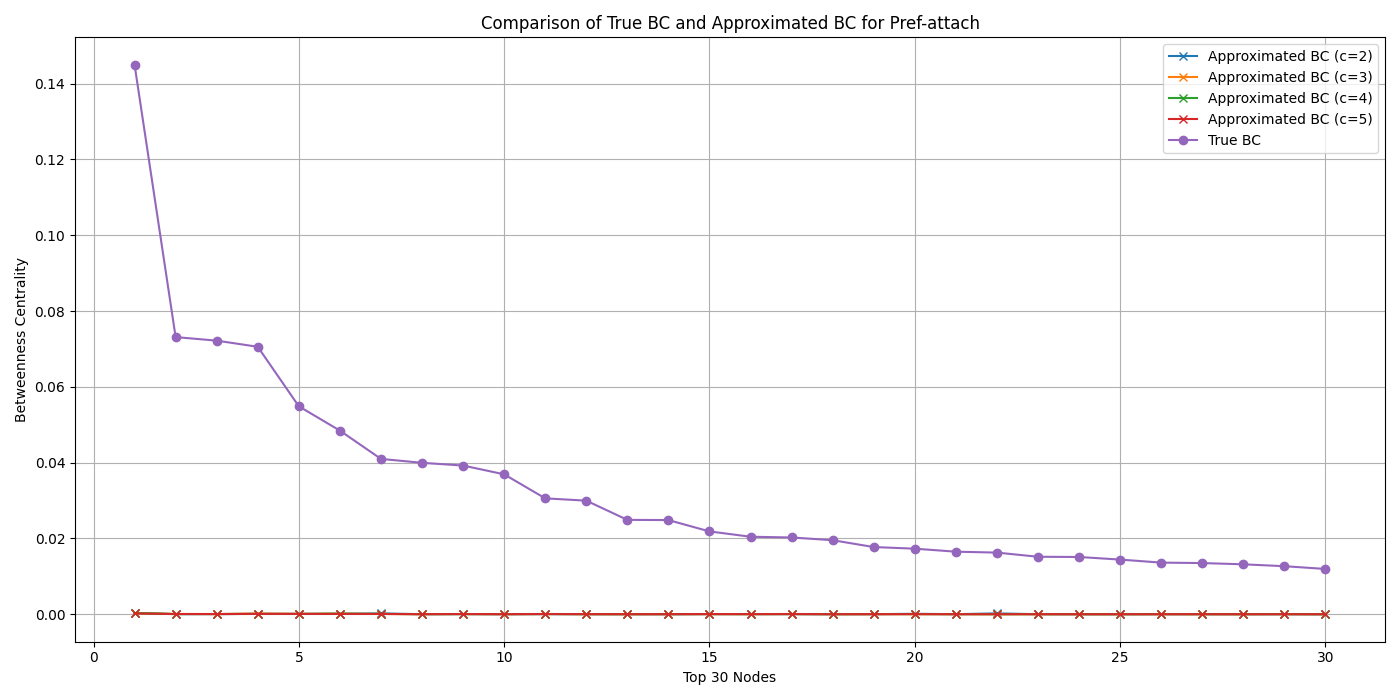 Comparison of True BC and Approximated BC for Pref-attach
Approximated BC (c=2)
Approximated BC (c=3)
Approximated BC (c=4)
Approximated BC (c=5)
True BC
Betweenness Centrality
0.14
0.12
0.10
0.08
0.06
0.04
0.02
0.00
0 5 10 15 20 25 30
Top 30 Nodes